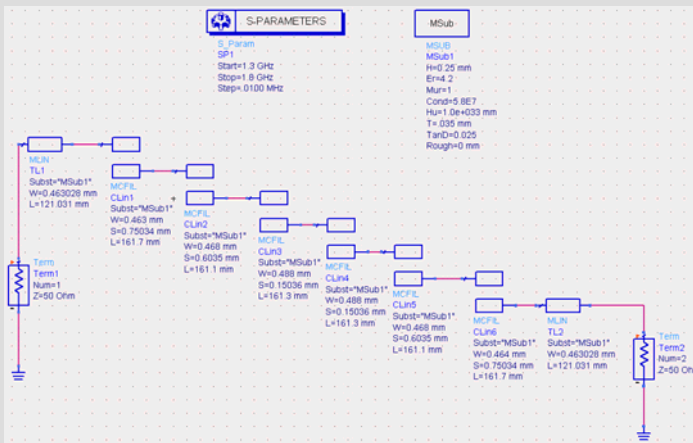 S-PARAMETERS
S_Param
SP1
Start=1.3 GHz
Stop=1.8 GHz
Step=.0100 MHz
MSub
MSUB
MSub1
H=0.25 mm
Er=4.2
Mur=1
Cond=5.8E7
Hu=1.0e+033 mm
T=.035 mm
TanD=0.025
Rough=0 mm
MLIN
TL1
Subst="MSub1"
W=0.463028 mm
L=121.031 mm
MCFIL
CLin1
Subst="MSub1"
W=0.463 mm
S=0.75034 mm
L=161.7 mm
MCFIL
CLin2
Subst="MSub1"
W=0.468 mm
S=0.6035 mm
L=161.1 mm
MCFIL
CLin3
Subst="MSub1"
W=0.488 mm
S=0.15036 mm
L=161.3 mm
MCFIL
CLin4
Subst="MSub1"
W=0.488 mm
S=0.15036 mm
L=161.3 mm
MCFIL
CLin5
Subst="MSub1"
W=0.468 mm
S=0.6035 mm
L=161.1 mm
MCFIL
CLin6
Subst="MSub1"
W=0.464 mm
S=0.75034 mm
L=161.7 mm
MLIN
TL2
Subst="MSub1"
W=0.463028 mm
L=121.031 mm
Term
Term1
Num=1
Z=50 Ohm
Term
Term2
Num=2
Z=50 Oh